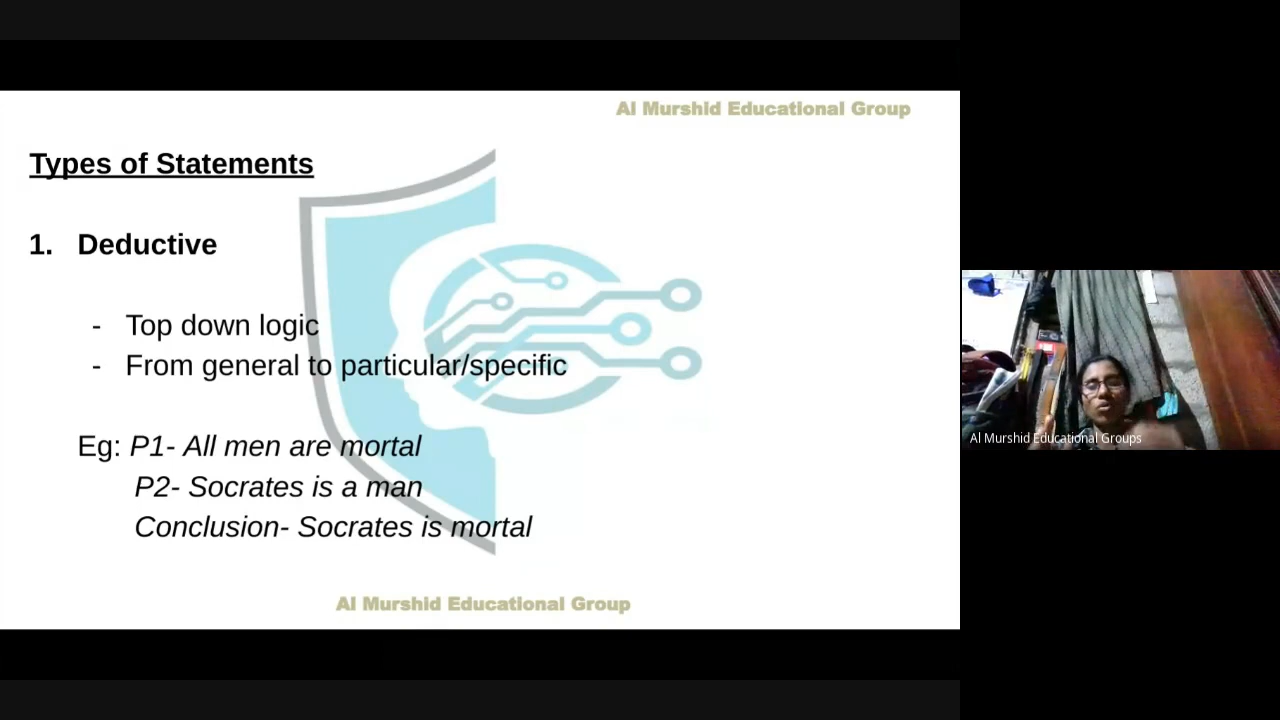 Al Murshid Educational Group
Types of Statements
1. Deductive
- Top down logic
- From general to particular/specific
Eg: P1- All men are mortal
P2- Socrates is a man
Conclusion- Socrates is mortal
Al Murshid Educational Group
Al Murshid Educational Groups